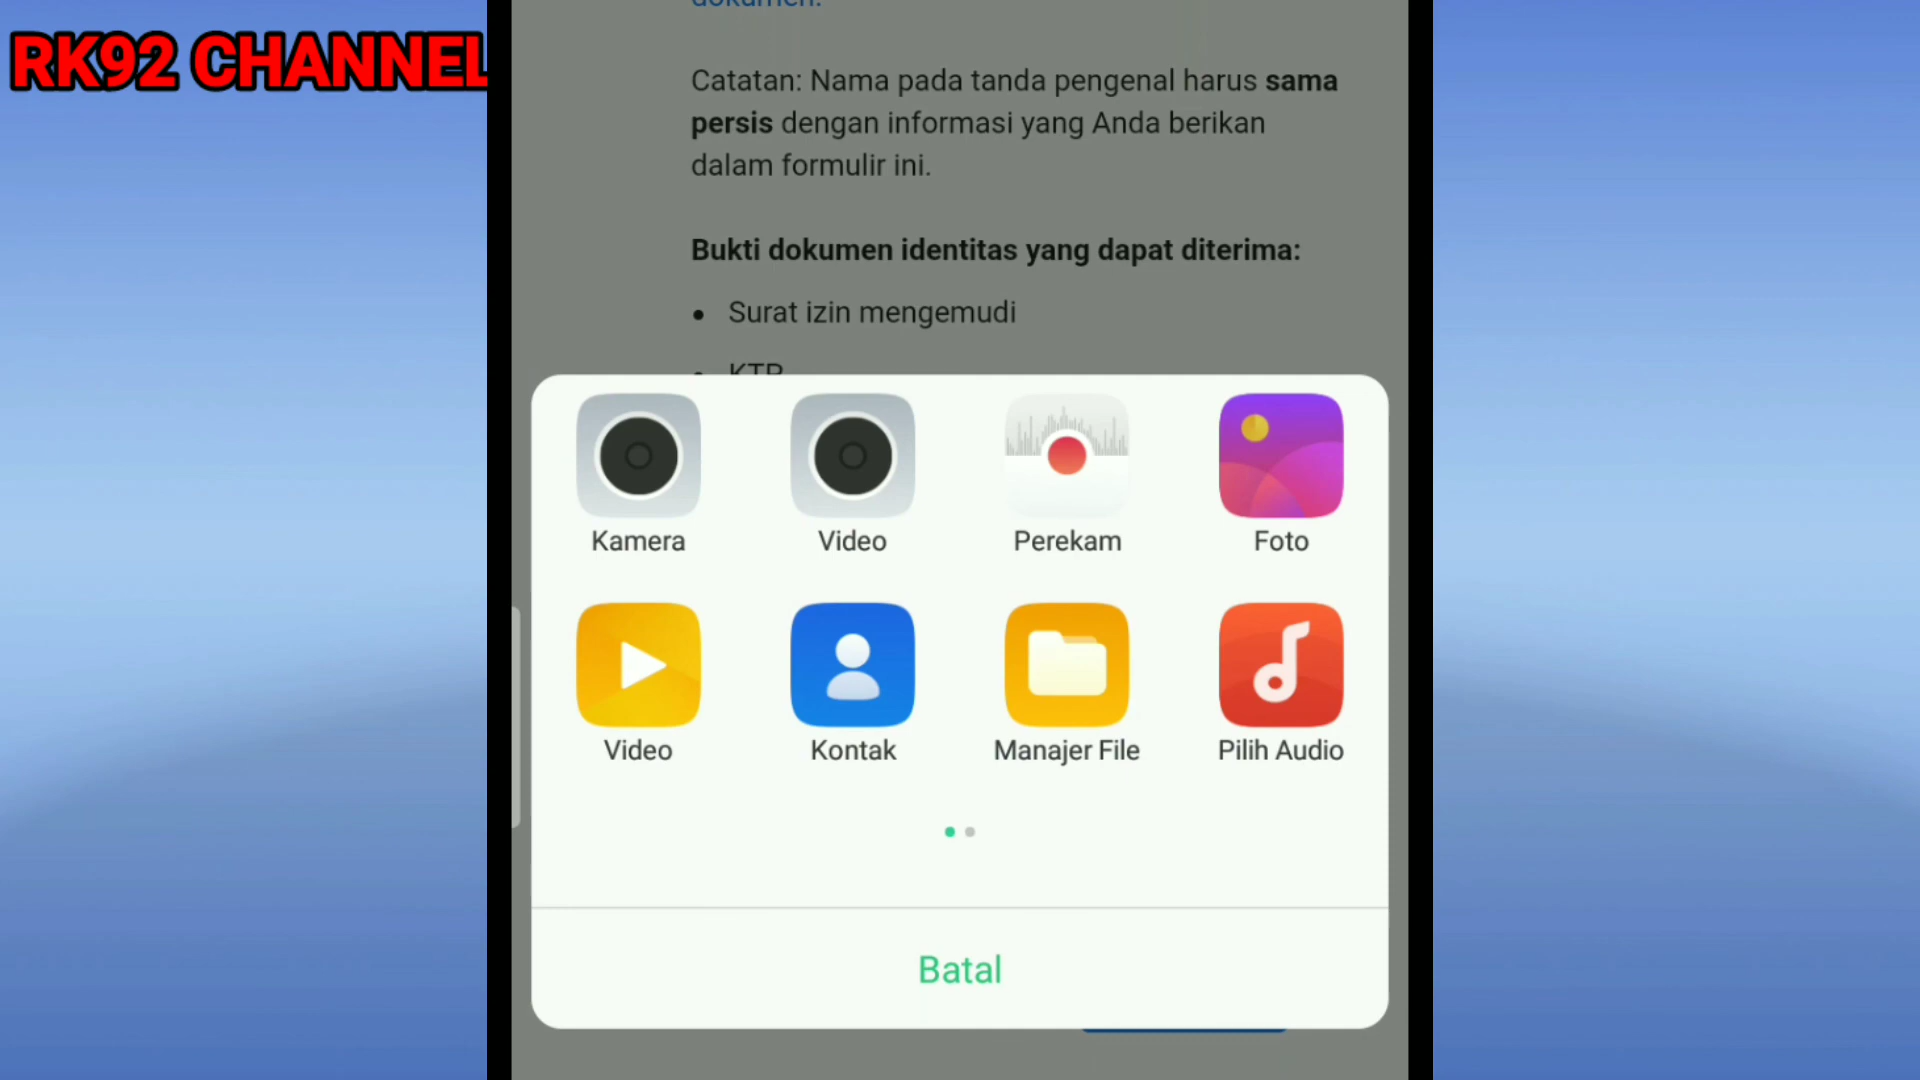 RK92 CHANNEL
dokumen.
Catatan: Nama pada tanda pengenal harus sama
persis dengan informasi yang Anda berikan
dalam formulir ini.
Bukti dokumen identitas yang dapat diterima:
• Surat izin mengemudi
• KTP
Kamera Video Perekam Foto
Video Kontak Manajer File Pilih Audio
Batal